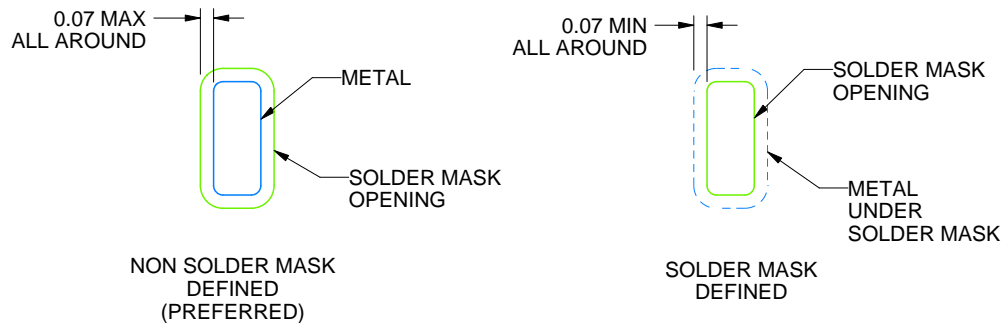 0.07 MAX
ALL AROUND
METAL
SOLDER MASK
OPENING
NON SOLDER MASK
DEFINED
(PREFERRED)
0.07 MIN
ALL AROUND
SOLDER MASK
OPENING
METAL
UNDER
SOLDER MASK
SOLDER MASK
DEFINED